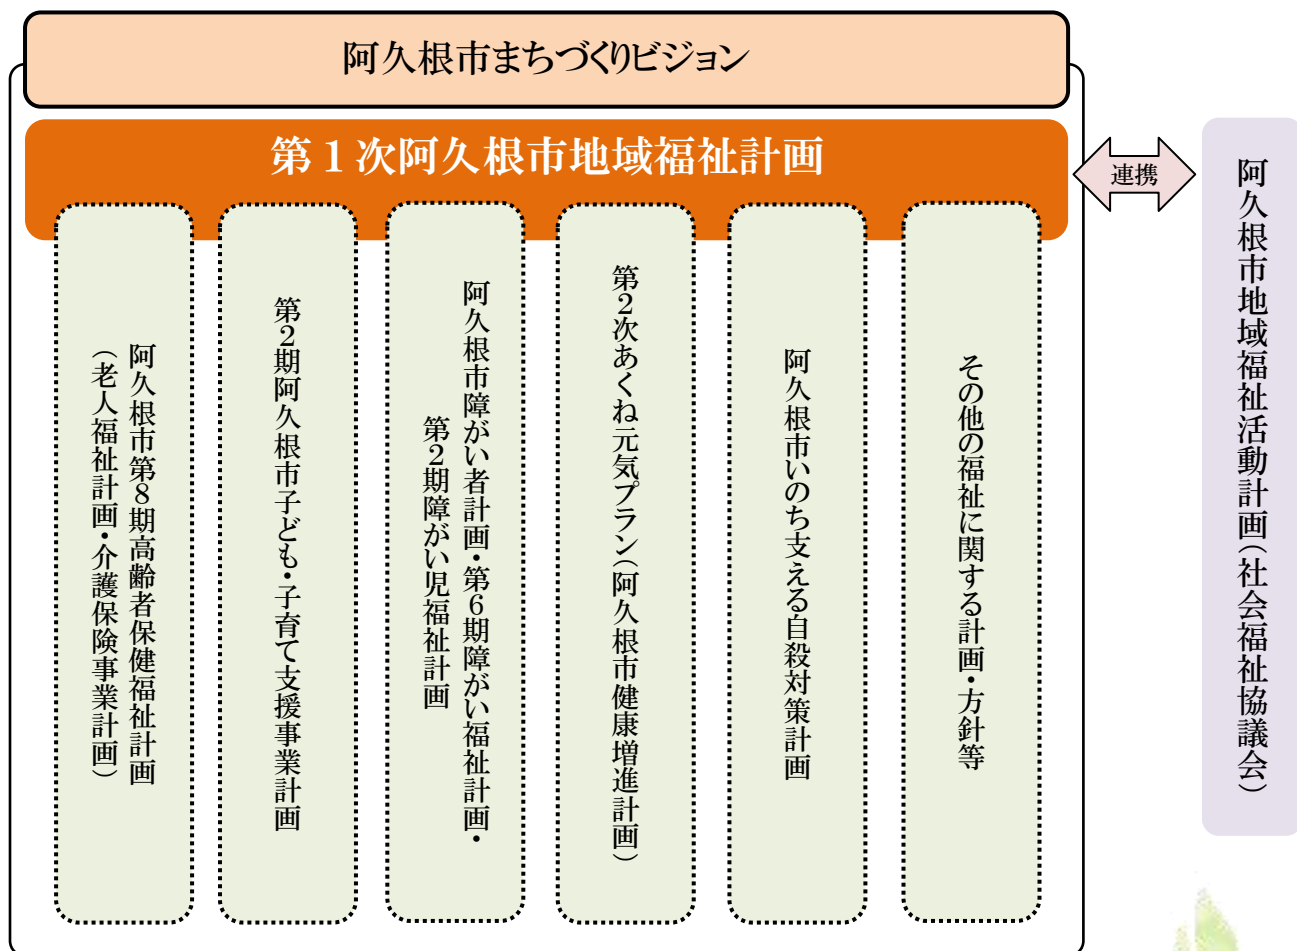 阿久根市まちづくりビジョン
第1次阿久根市地域福祉計画
連携
阿久根市第8期高齢者保健福祉計画
(老人福祉計画・介護保険事業計画)
第2期阿久根市子ども・子育て支援事業計画
阿久根市障がい者計画・第6期障がい福祉計画・
第2期障がい児福祉計画
第2次あくね元気プラン(阿久根市健康増進計画)
阿久根市いのち支える自殺対策計画
その他の福祉に関する計画・方針等
阿久根市地域福祉活動計画(社会福祉協議会)